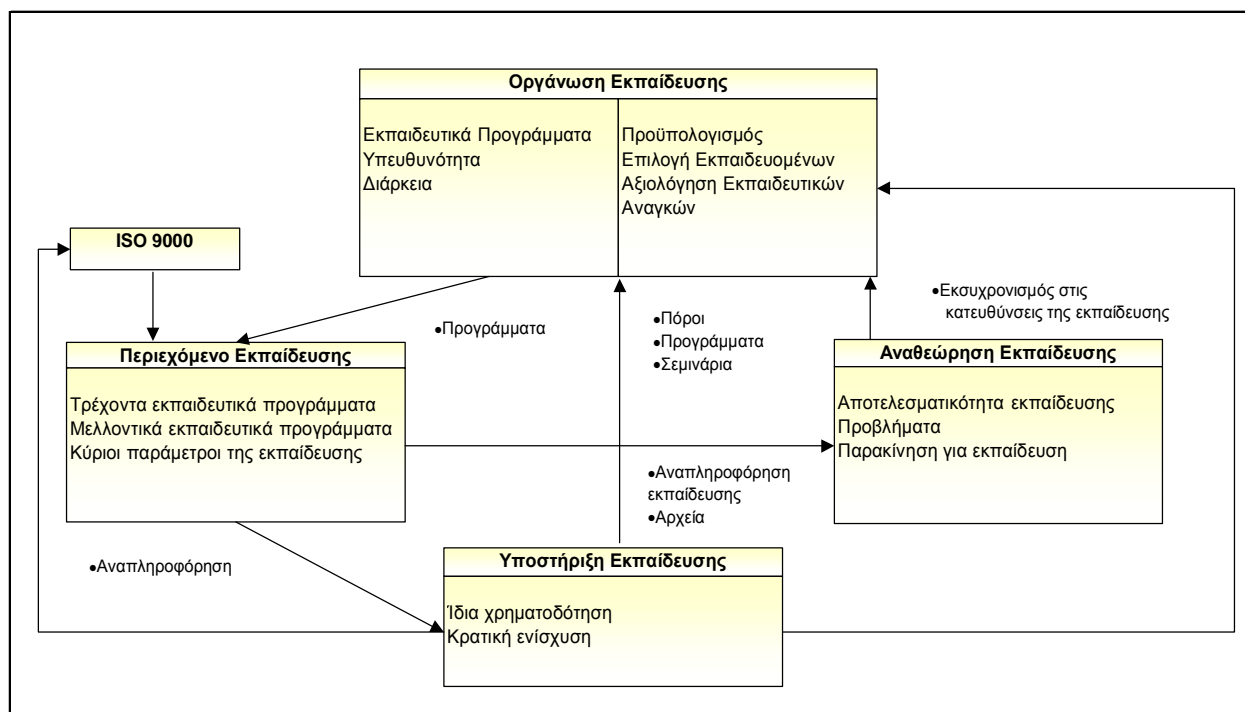 Οργάνωση Εκπαίδευσης
Εκπαιδευτικά Προγράμματα
Υπευθυνότητα
Διάρκεια
Προϋπολογισμός
Επιλογή Εκπαιδευομένων
Αξιολόγηση Εκπαιδευτικών
Αναγκών
ISO 9000
•Προγράμματα
•Πόροι
•Προγράμματα
•Σεμινάρια
•Εκσυχρονισμός στις
κατευθύνσεις της εκπαίδευσης
Περιεχόμενο Εκπαίδευσης
Τρέχοντα εκπαιδευτικά προγράμματα
Μελλοντικά εκπαιδευτικά προγράμματα
Κύριοι παράμετροι της εκπαίδευσης
Αναθεώρηση Εκπαίδευσης
Αποτελεσματικότητα εκπαίδευσης
Προβλήματα
Παρακίνηση για εκπαίδευση
•Αναπληροφόρηση
εκπαίδευσης
•Αρχεία
•Αναπληροφόρηση
Υποστήριξη Εκπαίδευσης
Ίδια χρηματοδότηση
Κρατική ενίσχυση